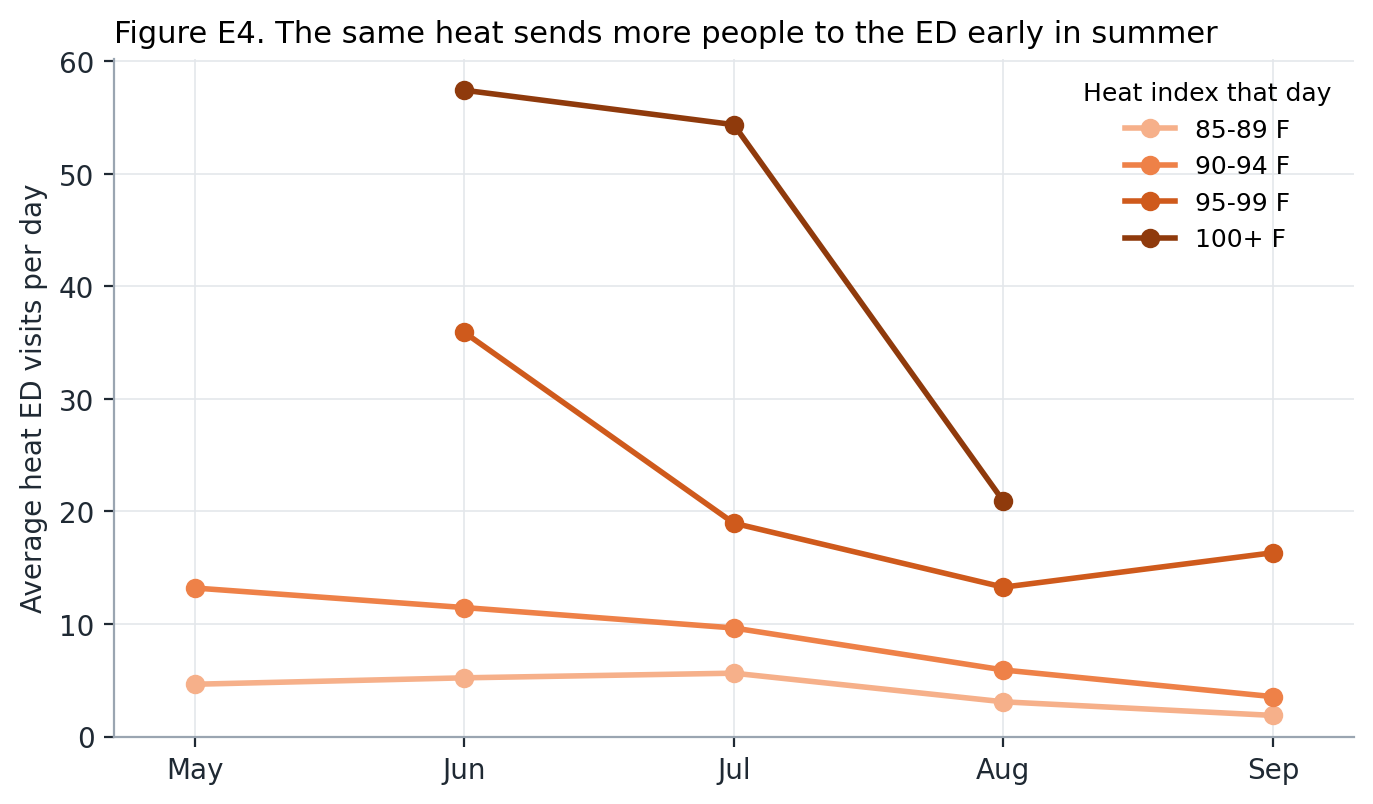 Figure E4. The same heat sends more people to the ED early in summer
Average heat ED visits per day
60
50
40
30
20
10
0
Heat index that day
85-89 F
90-94 F
95-99 F
100+ F
May Jun Jul Aug Sep